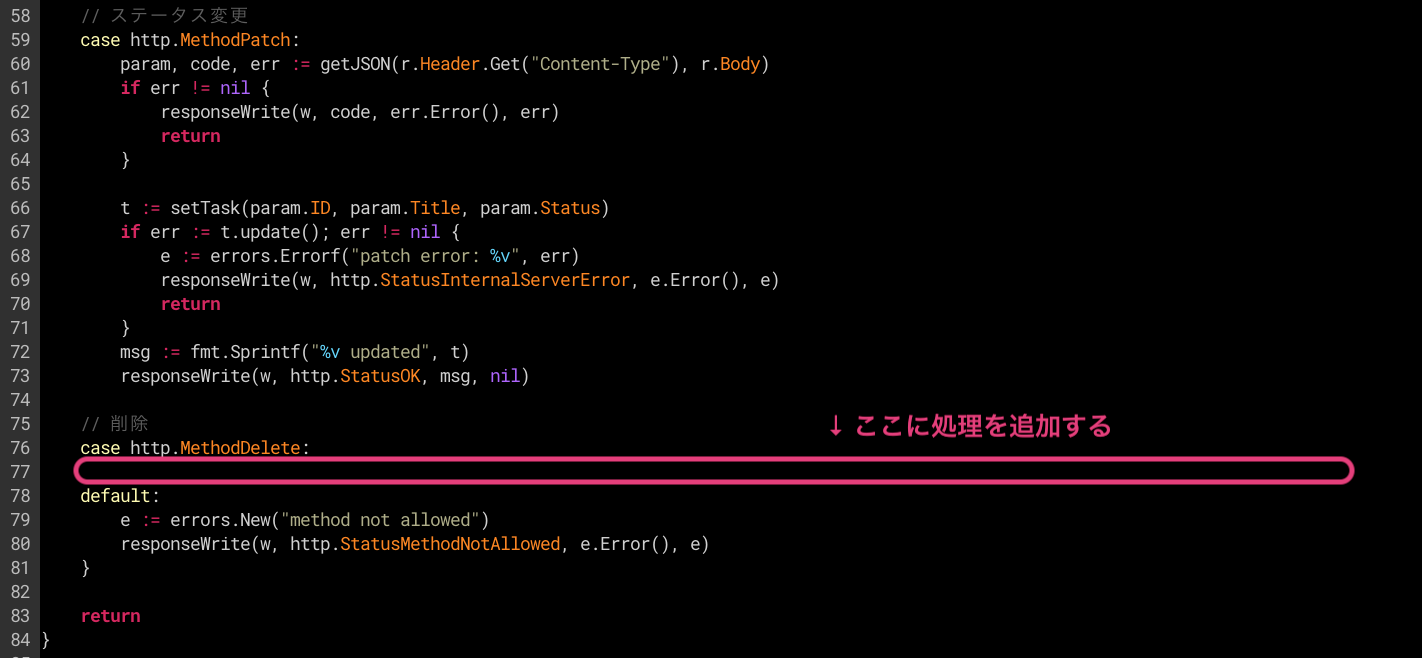 58     // ステータス変更
59     case http.MethodPatch:
60         param, code, err := getJSON(r.Header.Get("Content-Type"), r.Body)
61         if err != nil {
62             responseWrite(w, code, err.Error(), err)
63             return
64         }
65
66         t := setTask(param.ID, param.Title, param.Status)
67         if err := t.update(); err != nil {
68             e := errors.Errorf("patch error: %v", err)
69             responseWrite(w, http.StatusInternalServerError, e.Error(), e)
70             return
71         }
72         msg := fmt.Sprintf("%v updated", t)
73         responseWrite(w, http.StatusOK, msg, nil)
74
75     // 削除
↓ ここに処理を追加する
76     case http.MethodDelete:
77
78     default:
79         e := errors.New("method not allowed")
80         responseWrite(w, http.StatusMethodNotAllowed, e.Error(), e)
81     }
82
83     return
84 }